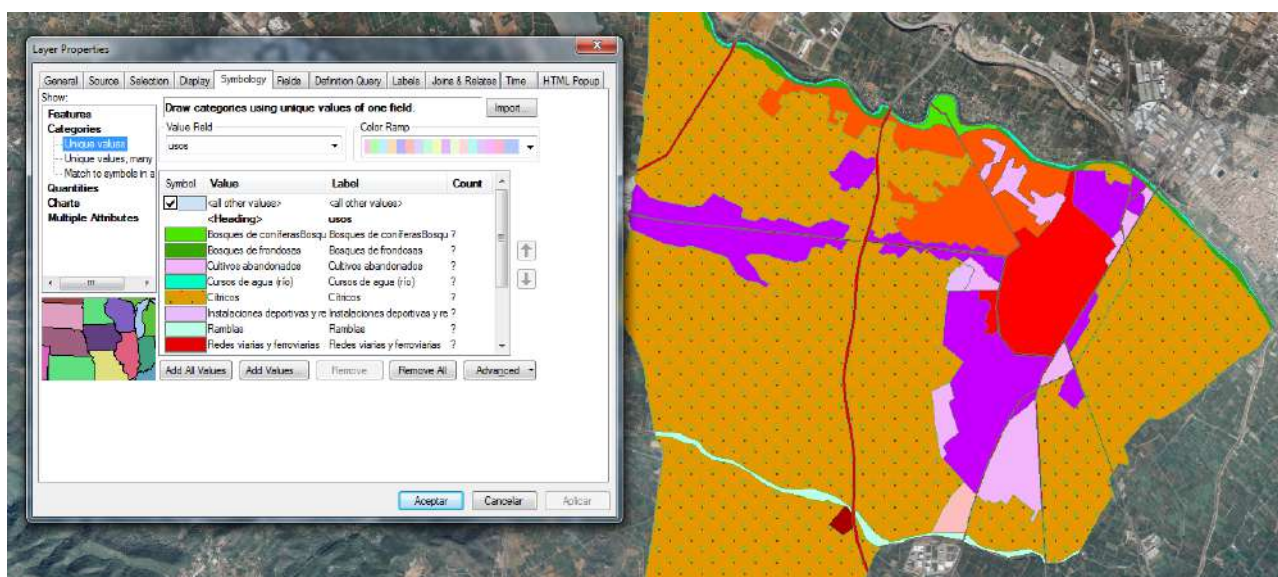 Layer Properties
General Source Selection Display Symbology Fields Definition Query Labels Joins & Relates Time HTML Popup
Show:
Features
Categories
Unique values
Unique values, many
Match to symbols in a
Quantities
Charts
Multiple Attributes
Draw categories using unique values of one field.
Import...
Value Field
Color Ramp
usos
Symbol Value Label Count
<all other values> <all other values>
<Heading> usos
Bosques de coníferasBosqu Bosques de coníferasBosqu ?
Bosques de frondosas Bosques de frondosas ?
Cultivos abandonados Cultivos abandonados ?
Cursos de agua (río) Cursos de agua (río) ?
Cítricos Cítricos ?
Instalaciones deportivas y re Instalaciones deportivas y re ?
Ramblas Ramblas ?
Redes viarias y ferroviarias Redes viarias y ferroviarias ?
Add All Values Add Values... Remove Remove All Advanced
Aceptar Cancelar Aplicar